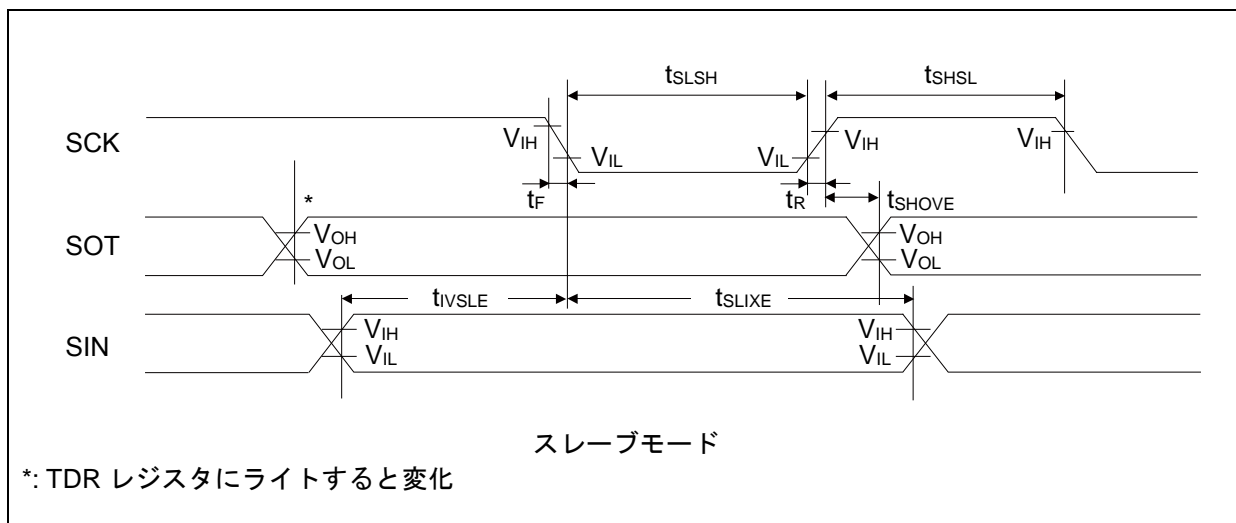 tSLSH
tSHSL
SCK
VIH
VIL
VIL
VIH
VIH
tF
tR
tSHOVE
*
SOT
VOH
VOL
VOH
VOL
tIVSLE
tSLIXE
SIN
VIH
VIL
VIH
VIL
スレーブモード
*: TDR レジスタにライトすると変化